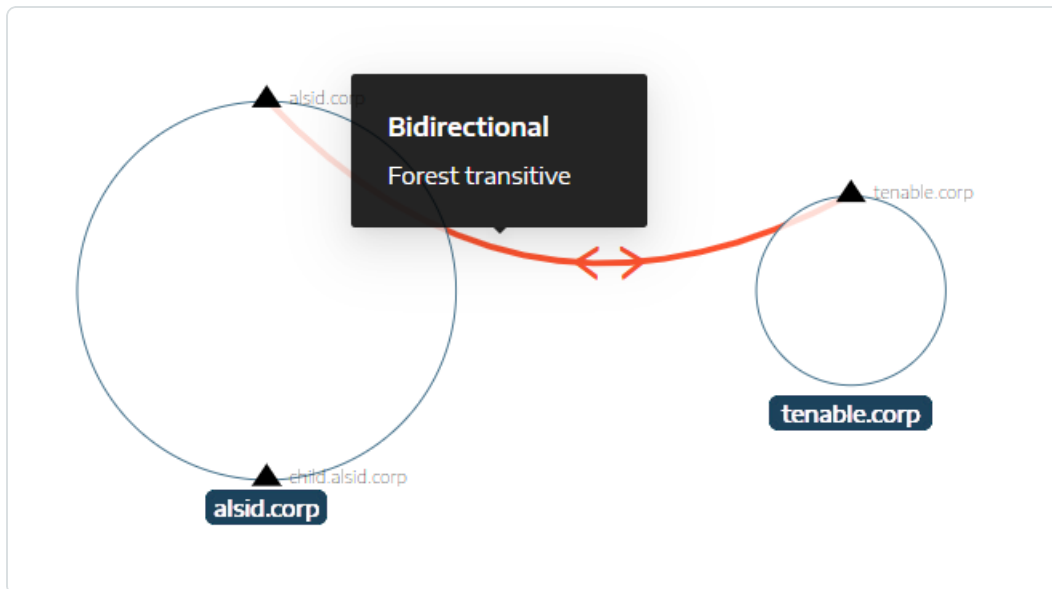 alsid.corp
Bidirectional
Forest transitive
tenable.corp
tenable.corp
child.alsid.corp
alsid.corp